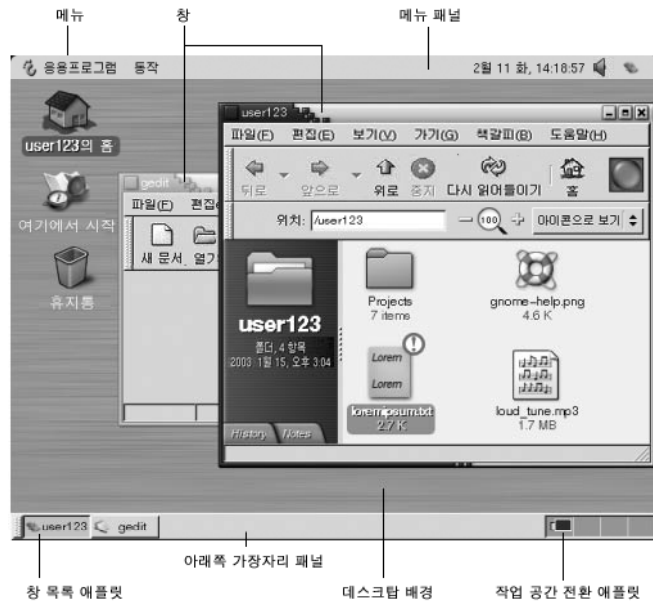 메뉴 창 메뉴 패널
응용프로그램 동작 2월 11 화, 14:18:57
user123의 홈
여기에서 시작
휴지통
gedit
파일(F) 편집
새 문서 열기
user123
파일(F) 편집(E) 보기(V) 가기(G) 책갈피(B) 도움말(H)
뒤로 앞으로 위로 중지 다시 읽어들이기 홈
위치: /user123 100 아이콘으로 보기
user123
폴더, 4 항목
2003 1월 15, 오후 3:04
History Notes
Projects
7 items
gnome-help.png
4.6 K
Lorem
Lorem
loremipsum.txt
2.7 K
loud_tune.mp3
1.7 MB
user123 gedit
아래쪽 가장자리 패널
창 목록 애플릿 데스크탑 배경 작업 공간 전환 애플릿